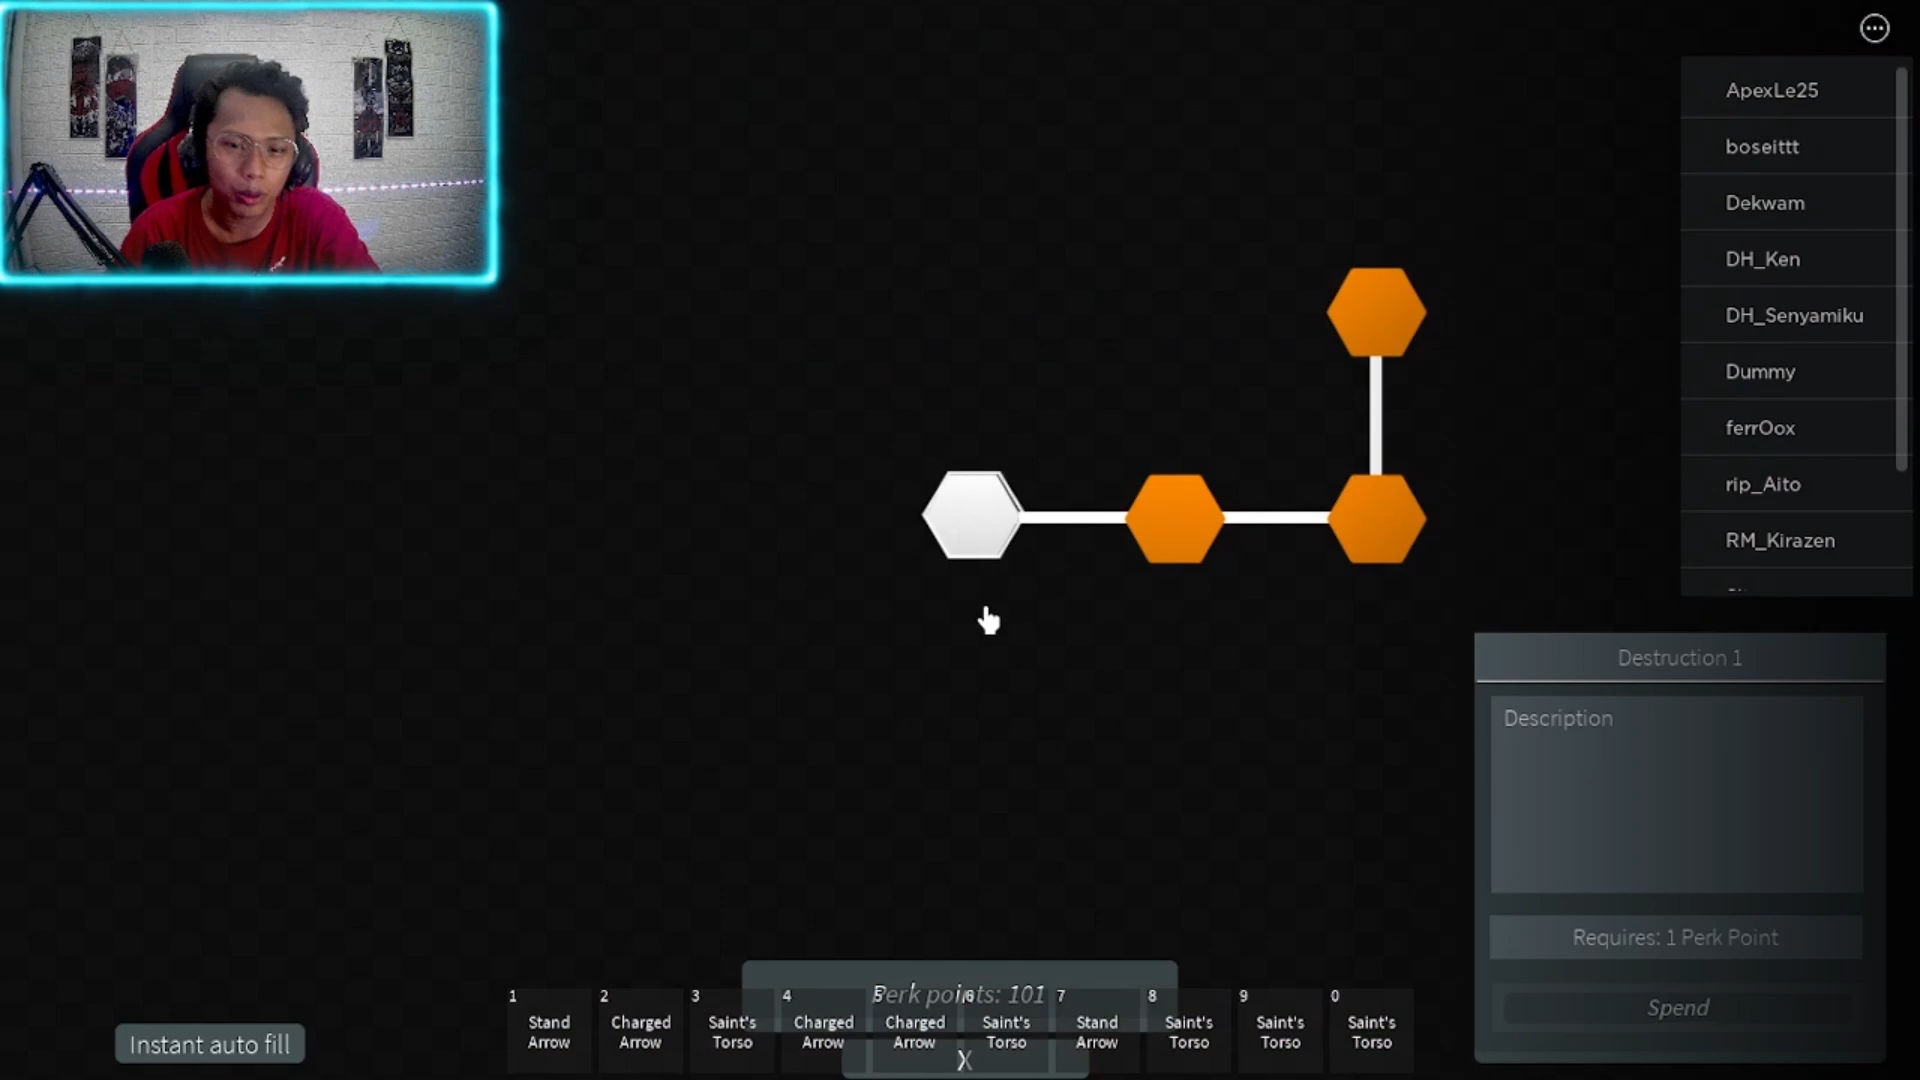 ApexLe25
boseittt
Dekwam
DH_Ken
DH_Senyamiku
Dummy
ferrOox
rip_Aito
RM_Kirazen
Destruction 1
Description
Requires: 1 Perk Point
Spend
Perk points: 101
1 2 3 4 5 6 7 8 9 0
Stand Charged Saint's Charged Charged Saint's Stand Saint's Saint's Saint's
Arrow Arrow Torso Arrow Arrow Torso Arrow Torso Torso Torso
Instant auto fill
X